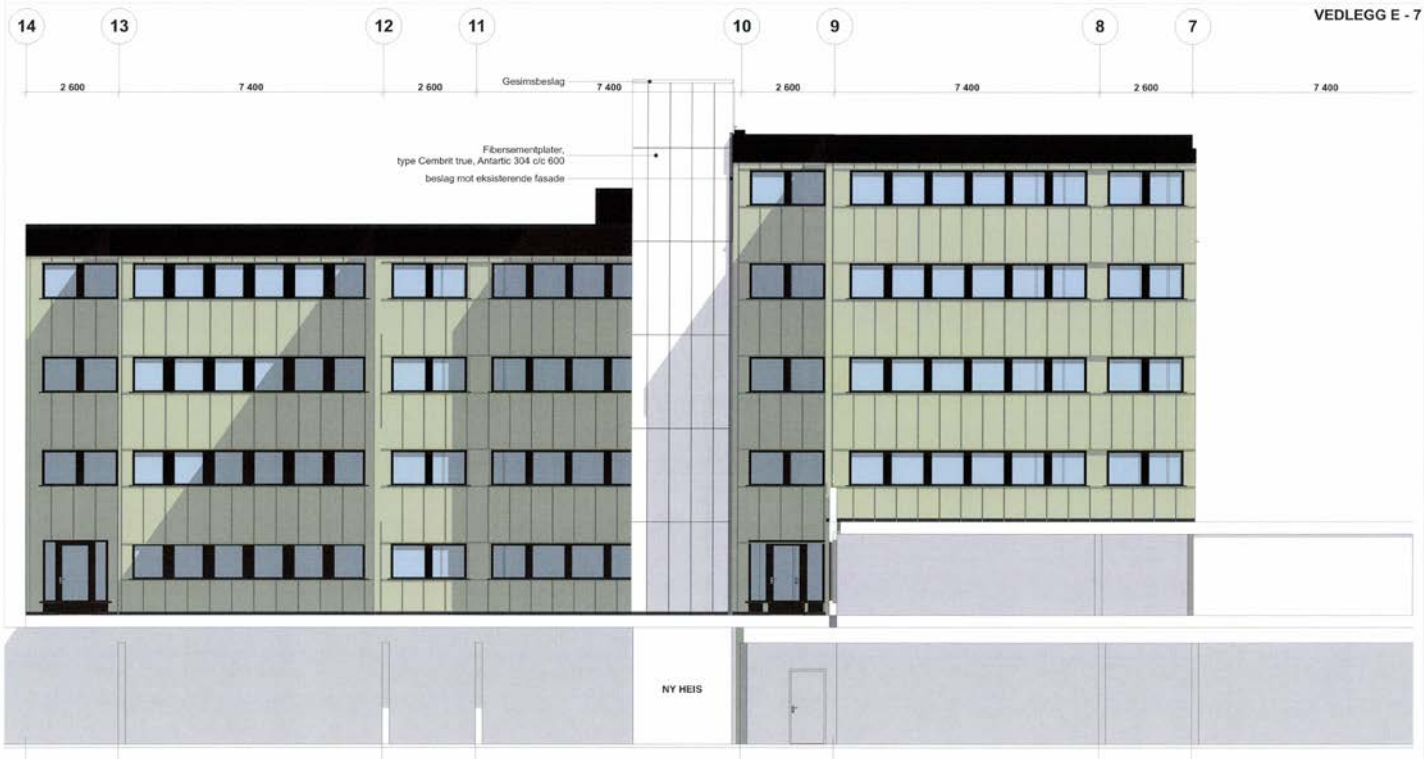 VEDLEGG E - 7
14 13 12 11 10 9 8 7
2 600 7 400 2 600 7 400 2 600 7 400 2 600 7 400
Gesimsbeslag
Fibersementplater,
type Cembrit true, Antartic 304 c/c 600
beslag mot eksisterende fasade
NY HEIS